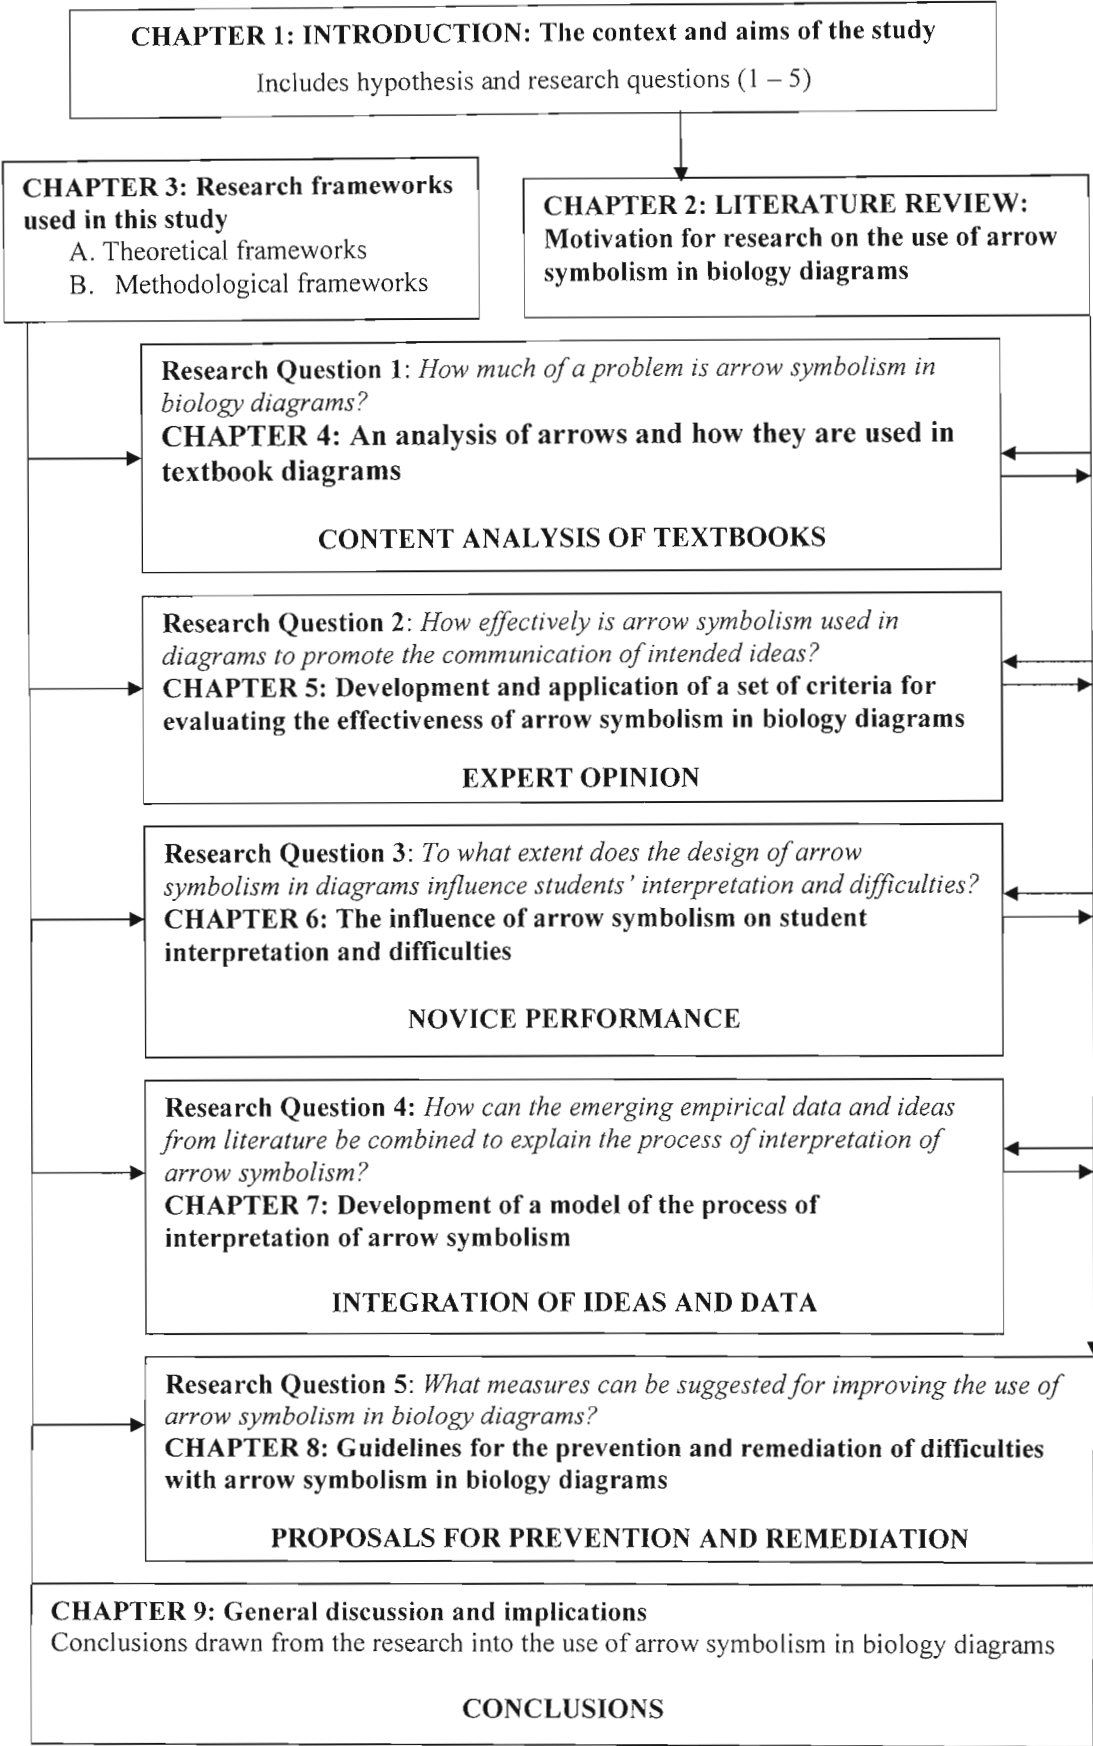 CHAPTER 1: INTRODUCTION: The context and aims of the study
Includes hypothesis and research questions (1 – 5)
CHAPTER 3: Research frameworks
used in this study
A. Theoretical frameworks
B. Methodological frameworks
CHAPTER 2: LITERATURE REVIEW:
Motivation for research on the use of arrow
symbolism in biology diagrams
Research Question 1: How much of a problem is arrow symbolism in
biology diagrams?
CHAPTER 4: An analysis of arrows and how they are used in
textbook diagrams
CONTENT ANALYSIS OF TEXTBOOKS
Research Question 2: How effectively is arrow symbolism used in
diagrams to promote the communication of intended ideas?
CHAPTER 5: Development and application of a set of criteria for
evaluating the effectiveness of arrow symbolism in biology diagrams
EXPERT OPINION
Research Question 3: To what extent does the design of arrow
symbolism in diagrams influence students' interpretation and difficulties?
CHAPTER 6: The influence of arrow symbolism on student
interpretation and difficulties
NOVICE PERFORMANCE
Research Question 4: How can the emerging empirical data and ideas
from literature be combined to explain the process of interpretation of
arrow symbolism?
CHAPTER 7: Development of a model of the process of
interpretation of arrow symbolism
INTEGRATION OF IDEAS AND DATA
Research Question 5: What measures can be suggested for improving the use of
arrow symbolism in biology diagrams?
CHAPTER 8: Guidelines for the prevention and remediation of difficulties
with arrow symbolism in biology diagrams
PROPOSALS FOR PREVENTION AND REMEDIATION
CHAPTER 9: General discussion and implications
Conclusions drawn from the research into the use of arrow symbolism in biology diagrams
CONCLUSIONS